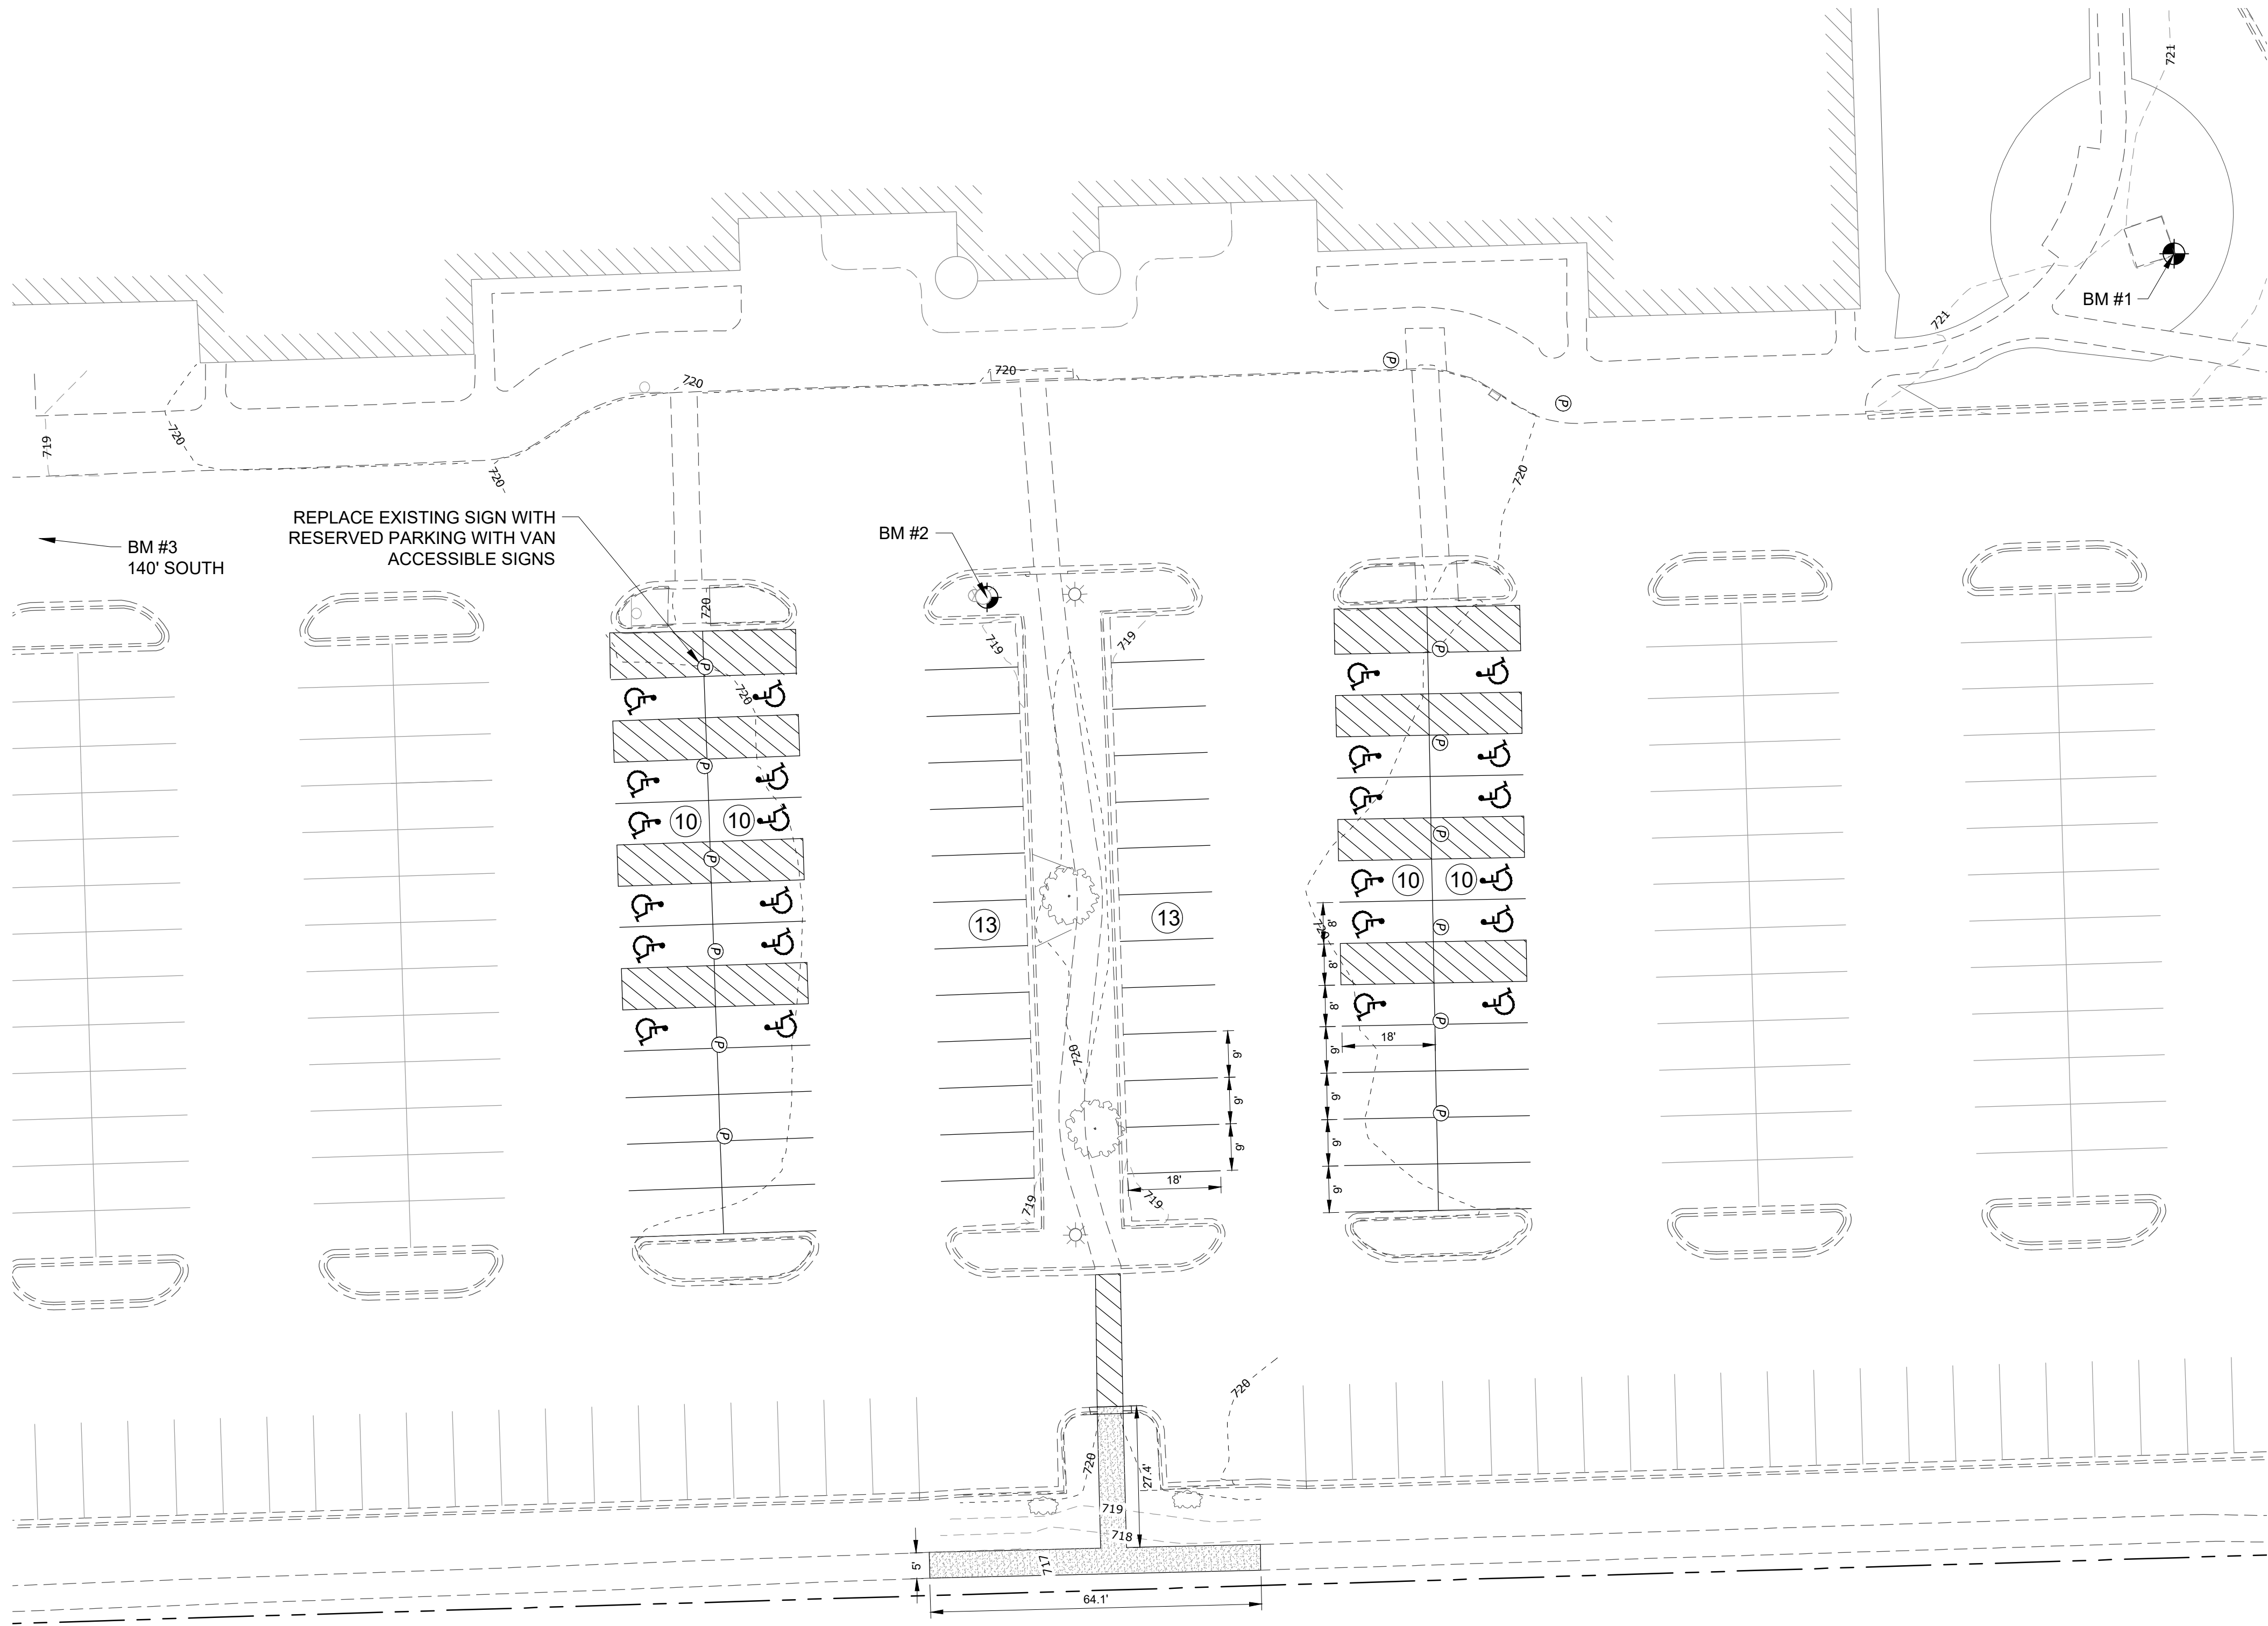 721
BM #1
721
720
720
719
720
720
720
REPLACE EXISTING SIGN WITH
RESERVED PARKING WITH VAN
ACCESSIBLE SIGNS
BM #2
BM #3
140' SOUTH
P
P
720
719
719
P
P
720
P
P
10
10
P
P
10
10
13
13
8'
720
P
P
8'
8'
P
P
18'
720
9'
9'
9'
9'
P
P
9'
9'
9'
18'
9'
719
719
720
720
27.4'
719
718
717
5'
64.1'